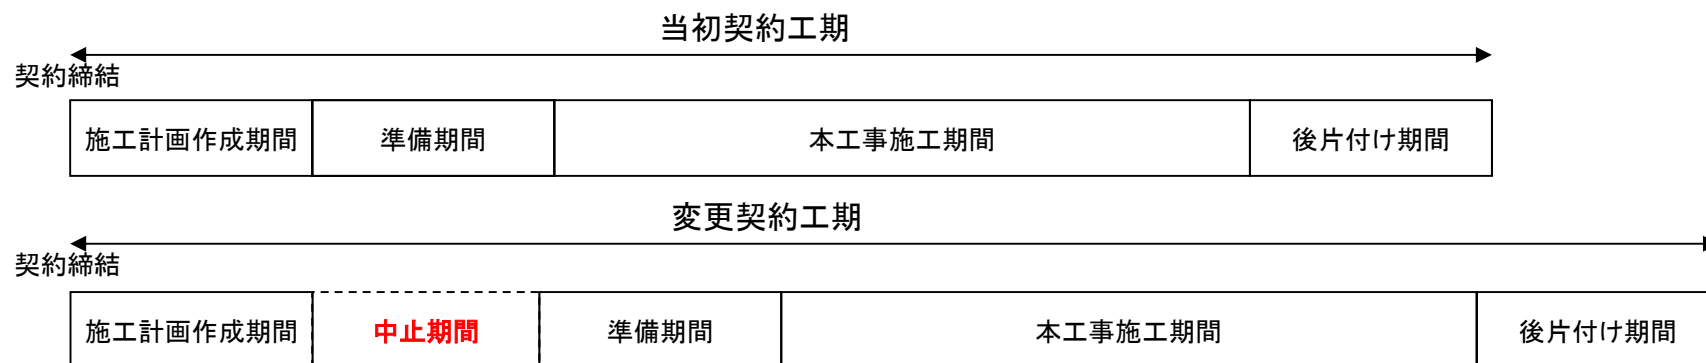 当初契約工期
契約締結
施工計画作成期間 準備期間 本工事施工期間 後片付け期間
変更契約工期
契約締結
施工計画作成期間 中止期間 準備期間 本工事施工期間 後片付け期間